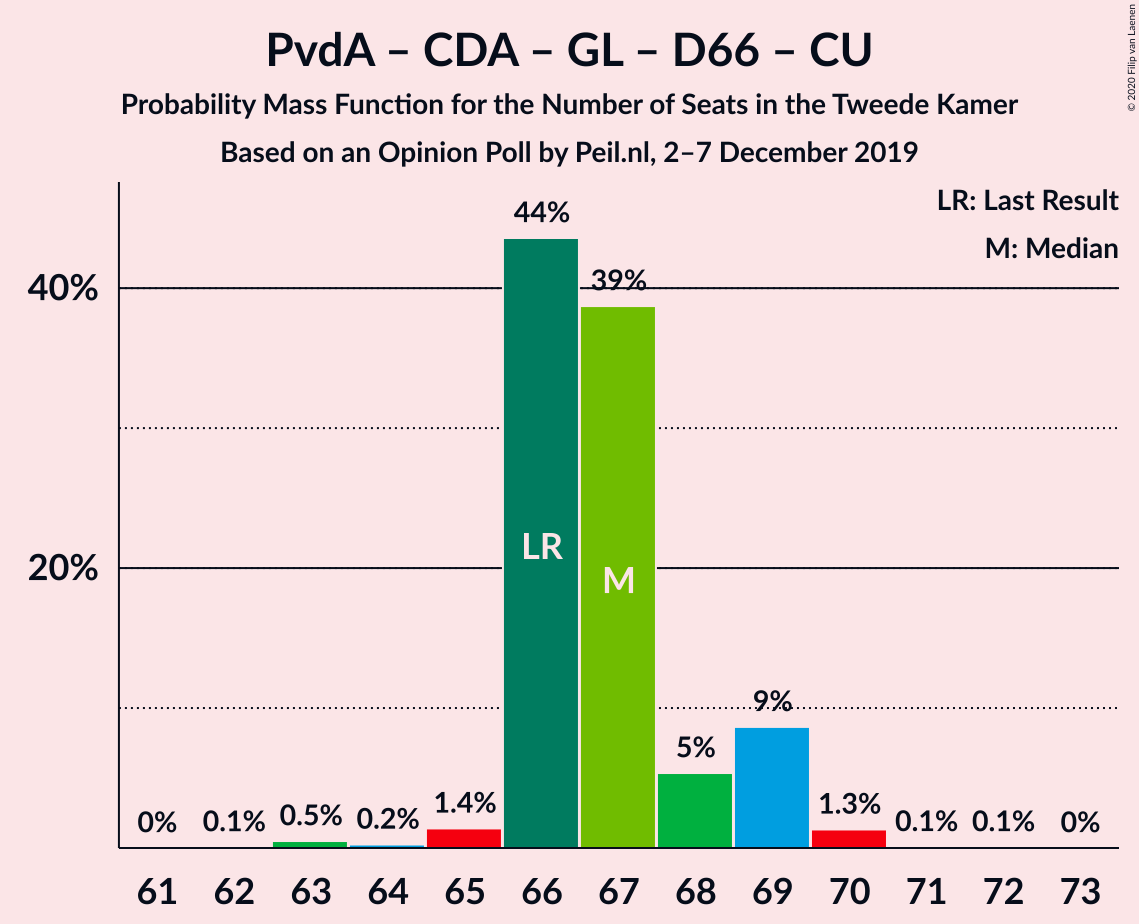 PvdA – CDA – GL – D66 – CU
Probability Mass Function for the Number of Seats in the Tweede Kamer
Based on an Opinion Poll by Peil.nl, 2–7 December 2019
© 2020 Filip van Laenen
LR: Last Result
M: Median
40%
20%
0%
0.1%
0.5%
0.2%
1.4%
44%
39%
5%
9%
1.3%
0.1%
0.1%
0%
LR
M
61 62 63 64 65 66 67 68 69 70 71 72 73